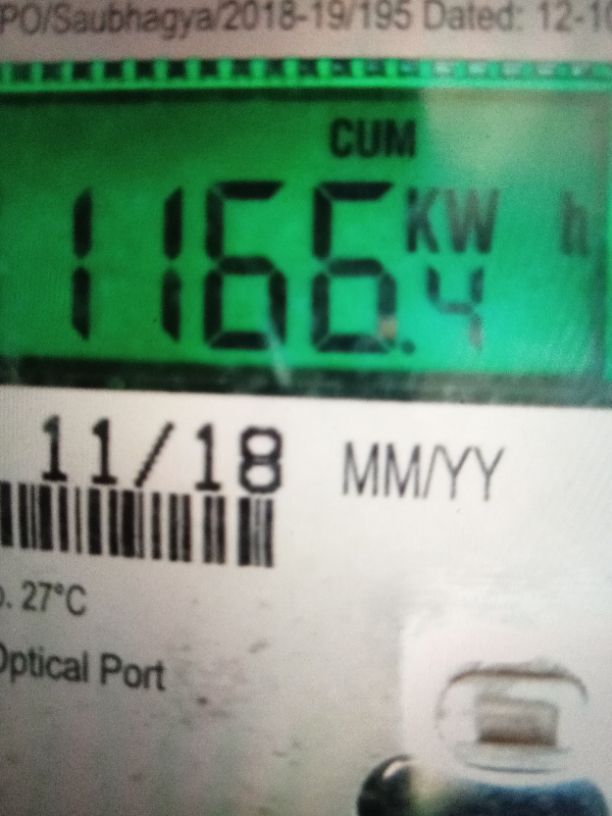 PO/Saubhagya/2018-19/195 Dated: 12-1
CUM
1166.4 KW h
11/18 MM/YY
27°C
Optical Port